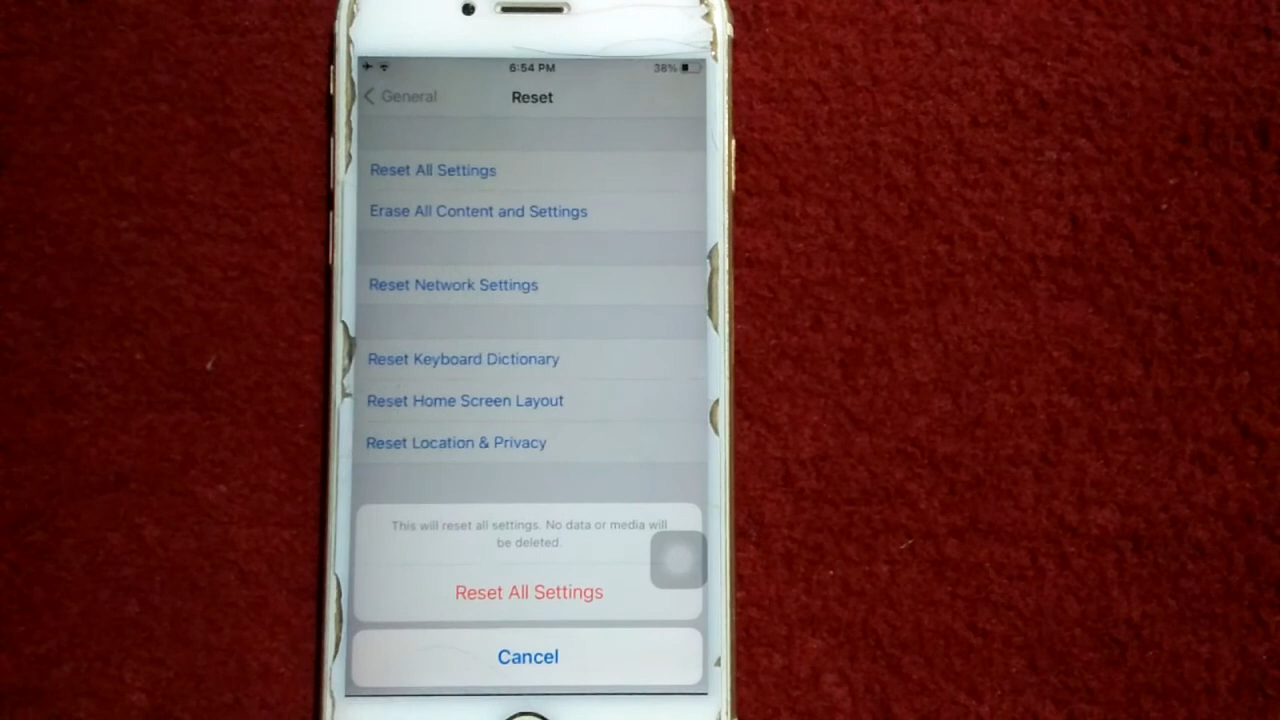 6:54 PM
38%
General
Reset
Reset All Settings
Erase All Content and Settings
Reset Network Settings
Reset Keyboard Dictionary
Reset Home Screen Layout
Reset Location & Privacy
This will reset all settings. No data or media will
be deleted.
Reset All Settings
Cancel